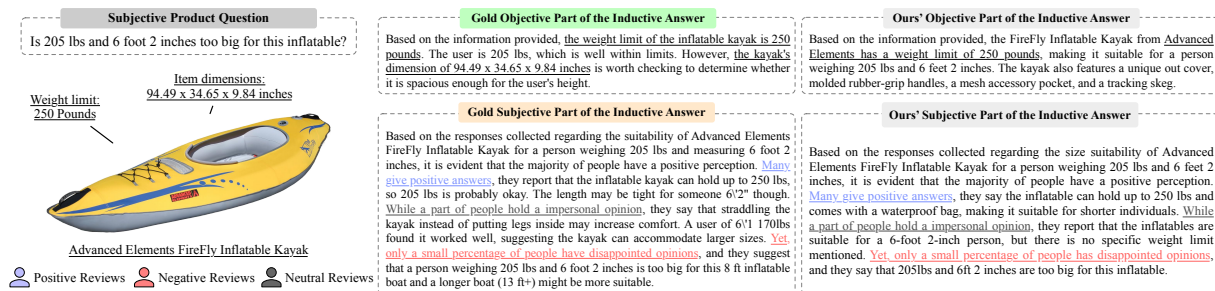 Subjective Product Question
Is 205 lbs and 6 foot 2 inches too big for this inflatable?
Item dimensions:
94.49 x 34.65 x 9.84 inches
Weight limit:
250 Pounds
Advanced Elements FireFly Inflatable Kayak
Positive Reviews
Negative Reviews
Neutral Reviews
Gold Objective Part of the Inductive Answer
Based on the information provided, the weight limit of the inflatable kayak is 250
pounds. The user is 205 lbs, which is well within limits. However, the kayak's
dimension of 94.49 x 34.65 x 9.84 inches is worth checking to determine whether
it is spacious enough for the user's height.
Gold Subjective Part of the Inductive Answer
Based on the responses collected regarding the suitability of Advanced Elements
FireFly Inflatable Kayak for a person weighing 205 lbs and measuring 6 foot 2
inches, it is evident that the majority of people have a positive perception. Many
give positive answers, they report that the inflatable kayak can hold up to 250 lbs,
so 205 lbs is probably okay. The length may be tight for someone 6\'2" though.
While a part of people hold a impersonal opinion, they say that straddling the
kayak instead of putting legs inside may increase comfort. A user of 6\'1 170lbs
found it worked well, suggesting the kayak can accommodate larger sizes. Yet,
only a small percentage of people have disappointed opinions, and they suggest
that a person weighing 205 lbs and 6 foot 2 inches is too big for this 8 ft inflatable
boat and a longer boat (13 ft+) might be more suitable.
Ours' Objective Part of the Inductive Answer
Based on the information provided, the FireFly Inflatable Kayak from Advanced
Elements has a weight limit of 250 pounds, making it suitable for a person
weighing 205 lbs and 6 feet 2 inches. The kayak also features a unique out cover,
molded rubber-grip handles, a mesh accessory pocket, and a tracking skeg.
Ours' Subjective Part of the Inductive Answer
Based on the responses collected regarding the size suitability of Advanced
Elements FireFly Inflatable Kayak for a person weighing 205 lbs and 6 feet 2
inches, it is evident that the majority of people have a positive perception.
Many give positive answers, they say the inflatable can hold up to 250 lbs and
comes with a waterproof bag, making it suitable for shorter individuals. While
a part of people hold a impersonal opinion, they report that the inflatables are
suitable for a 6-foot 2-inch person, but there is no specific weight limit
mentioned. Yet, only a small percentage of people has disappointed opinions,
and they say that 205lbs and 6ft 2 inches are too big for this inflatable.